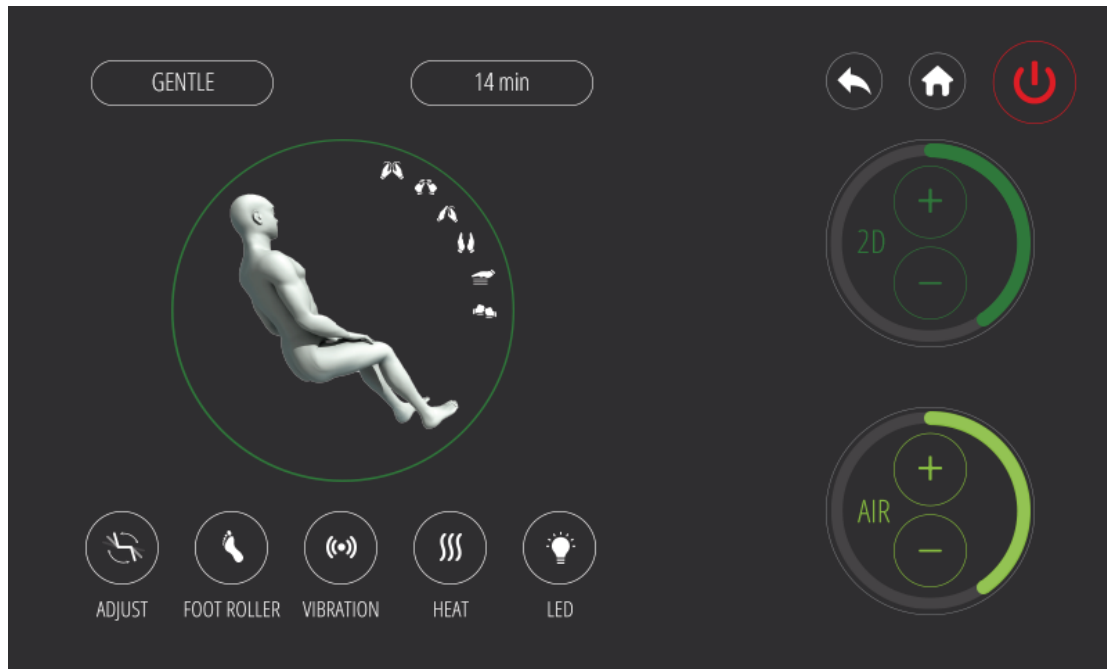 GENTLE
14 min
2D
AIR
ADJUST
FOOT ROLLER
VIBRATION
HEAT
LED